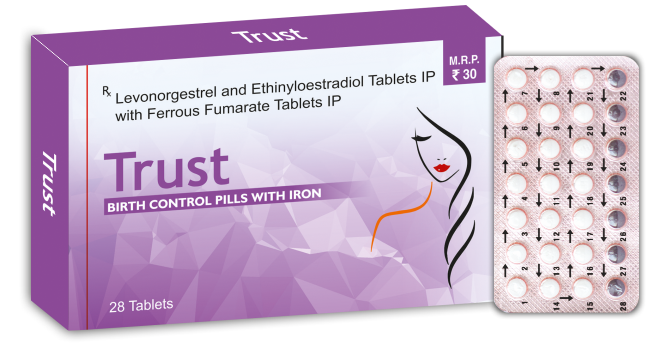 Trust
M.R.P.
₹ 30
Rx Levonorgestrel and Ethinyloestradiol Tablets IP
with Ferrous Fumarate Tablets IP
Trust
Trust
BIRTH CONTROL PILLS WITH IRON
28 Tablets
7 8 21 22
6 9 20 23
5 10 19 24
4 11 18 25
3 12 17 26
2 13 16 27
1 14 15 28